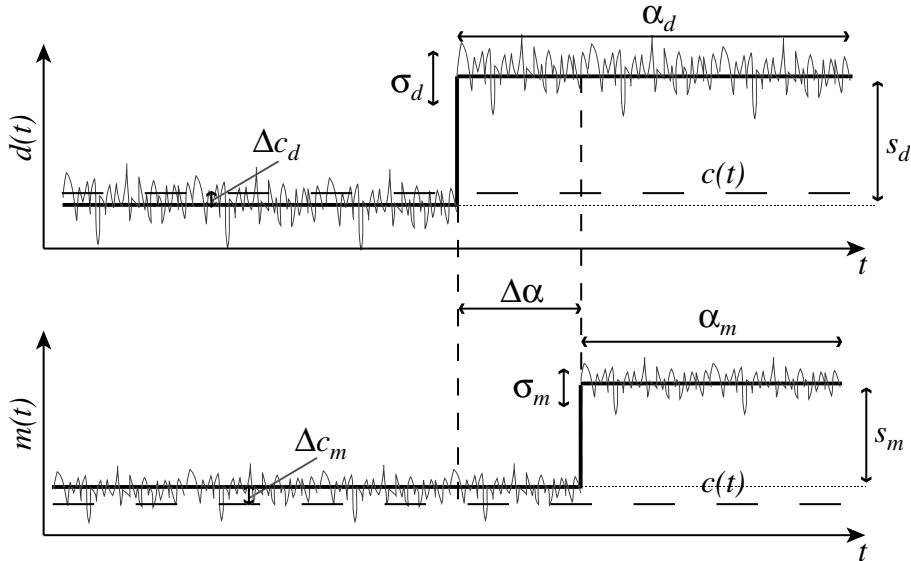 α_d
σ_d
d(t)
Δc_d
s_d
c(t)
t
Δα
α_m
σ_m
m(t)
Δc_m
s_m
c(t)
t